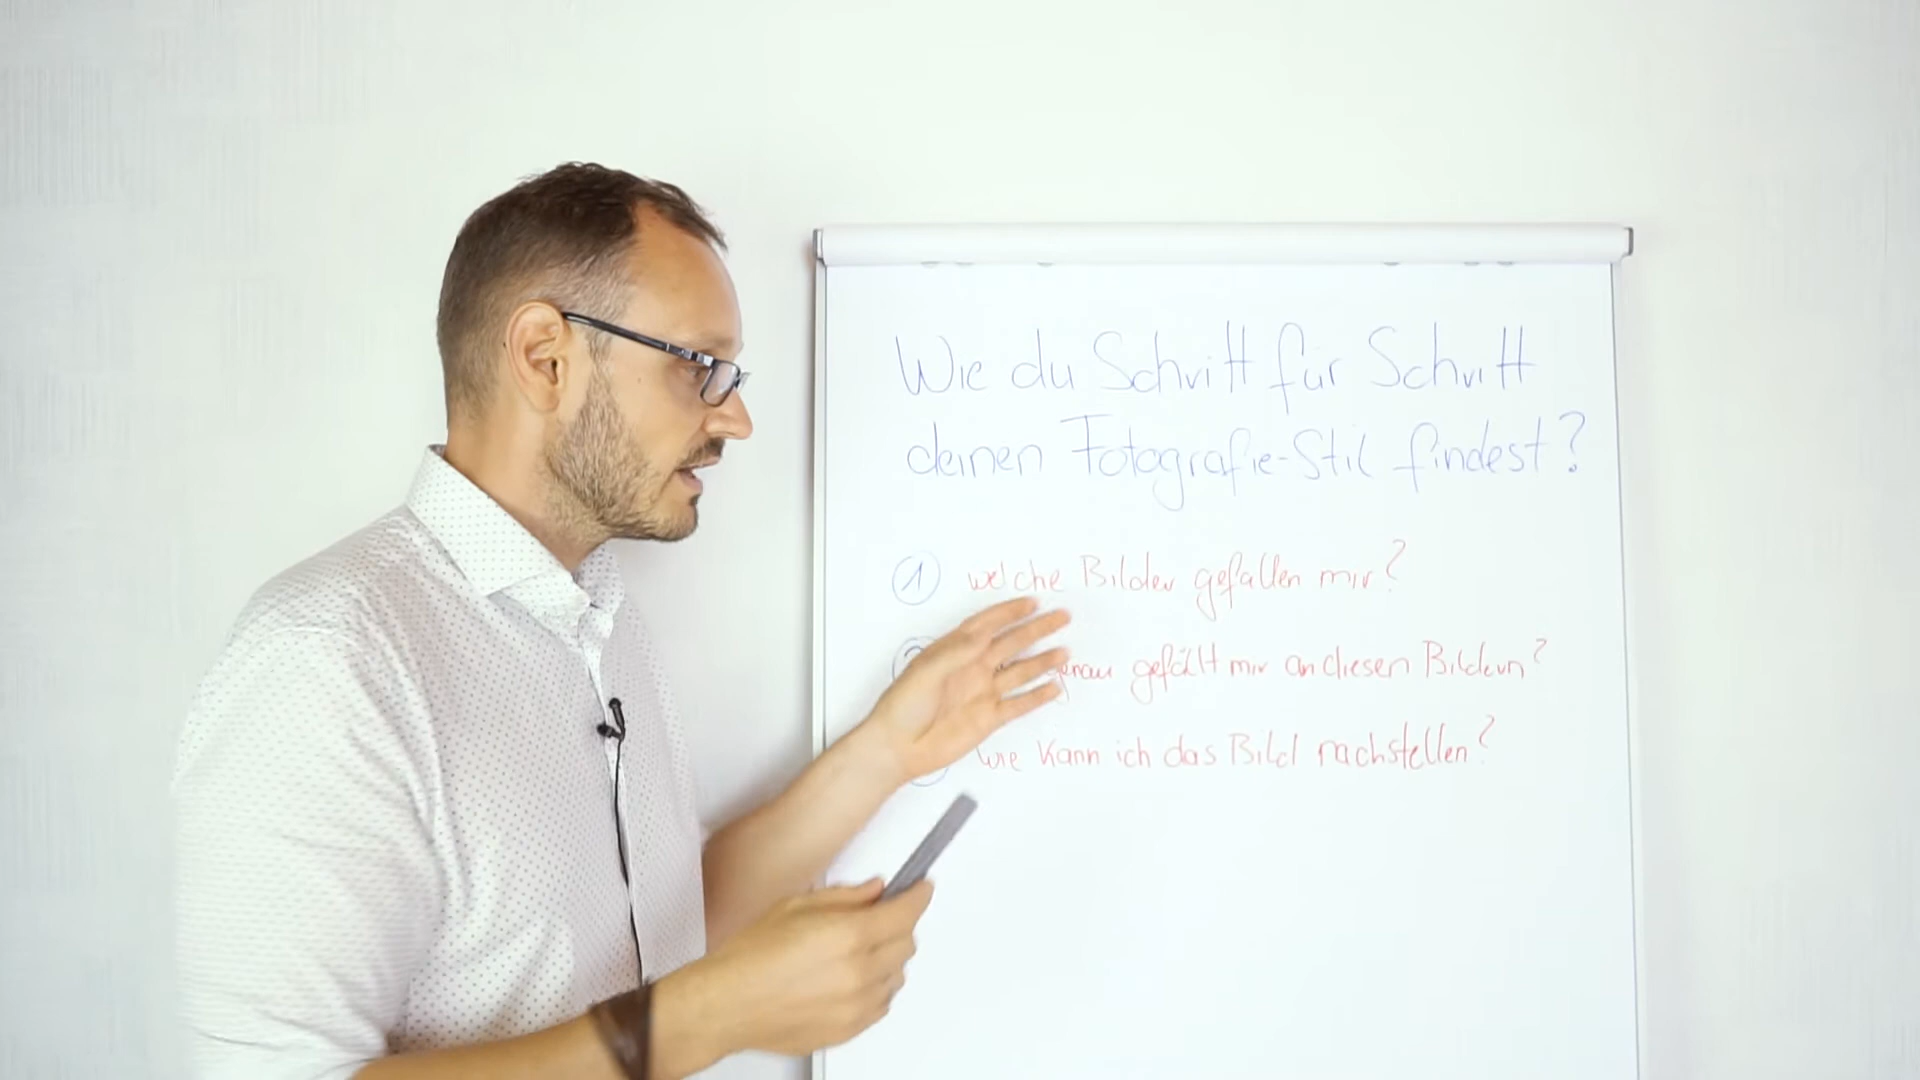 Wie du Schritt für Schritt
deinen Fotografie-Stil findest?
1 welche Bilder gefallen mir?
genau gefällt mir an diesen Bildern?
wie kann ich das Bild nachstellen?